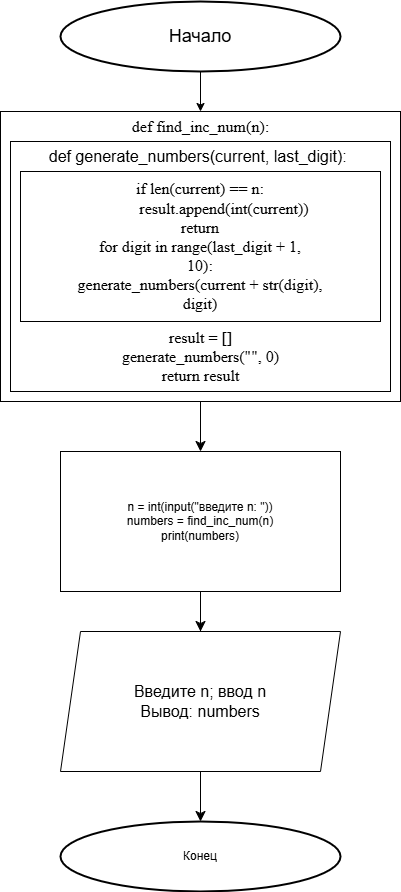 Начало
def find_inc_num(n):
def generate_numbers(current, last_digit):
if len(current) == n:
result.append(int(current))
return
for digit in range(last_digit + 1,
10):
generate_numbers(current + str(digit),
digit)
result = []
generate_numbers("", 0)
return result
n = int(input("введите n: "))
numbers = find_inc_num(n)
print(numbers)
Введите n; ввод n
Вывод: numbers
Конец